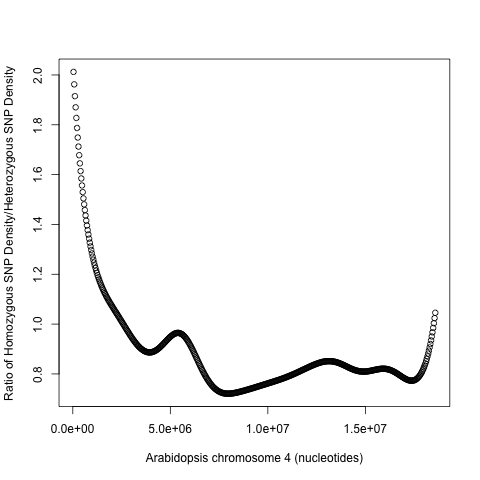 Ratio of Homozygous SNP Density/Heterozygous SNP Density
2.0
1.8
1.6
1.4
1.2
1.0
0.8
0.0e+00 5.0e+06 1.0e+07 1.5e+07
Arabidopsis chromosome 4 (nucleotides)